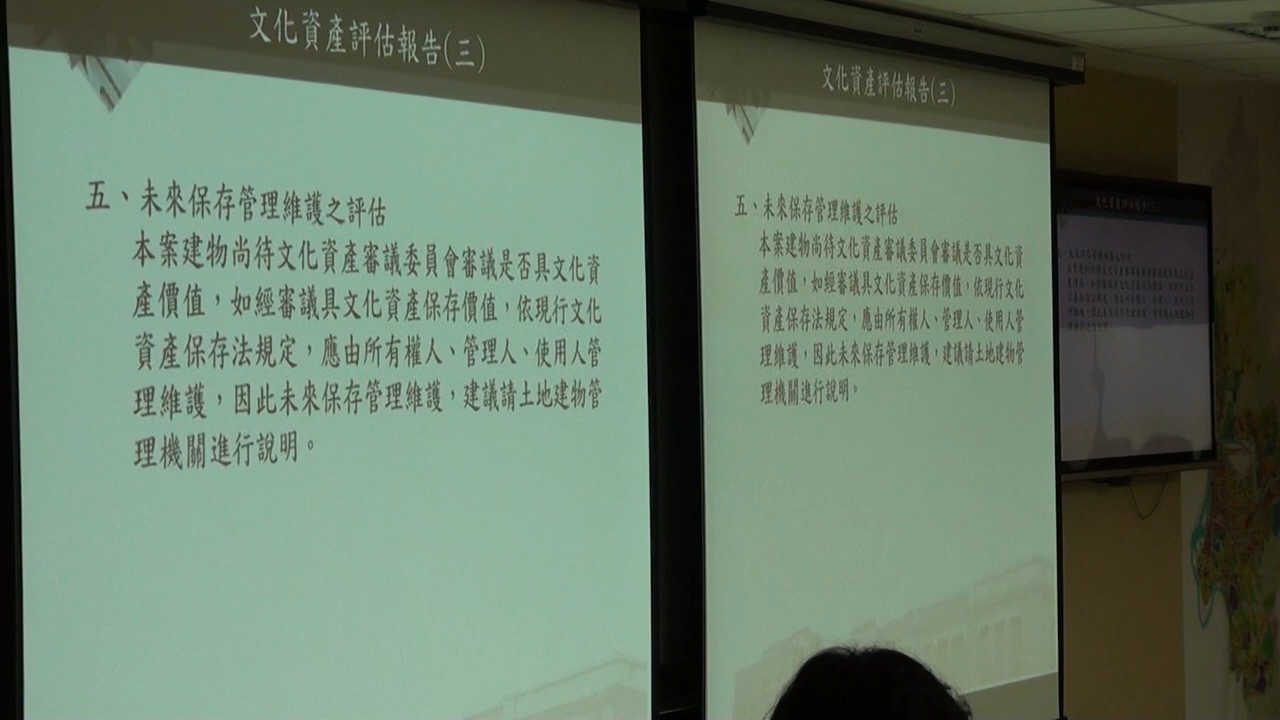 文化資產評估報告(三)
五、未來保存管理維護之評估
本案建物尚待文化資產審議委員會審議是否具文化資
產價值，如經審議具文化資產保存價值，依現行文化
資產保存法規定，應由所有權人、管理人、使用人管
理維護，因此未來保存管理維護，建議請土地建物管
理機關進行說明。
文化資產評估報告(三)
五、未來保存管理維護之評估
本案建物尚待文化資產審議委員會審議是否具文化資
產價值，如經審議具文化資產保存價值，依現行文化
資產保存法規定，應由所有權人、管理人、使用人管
理維護，因此未來保存管理維護，建議請土地建物管
理機關進行說明。
文化資產評估報告(三)